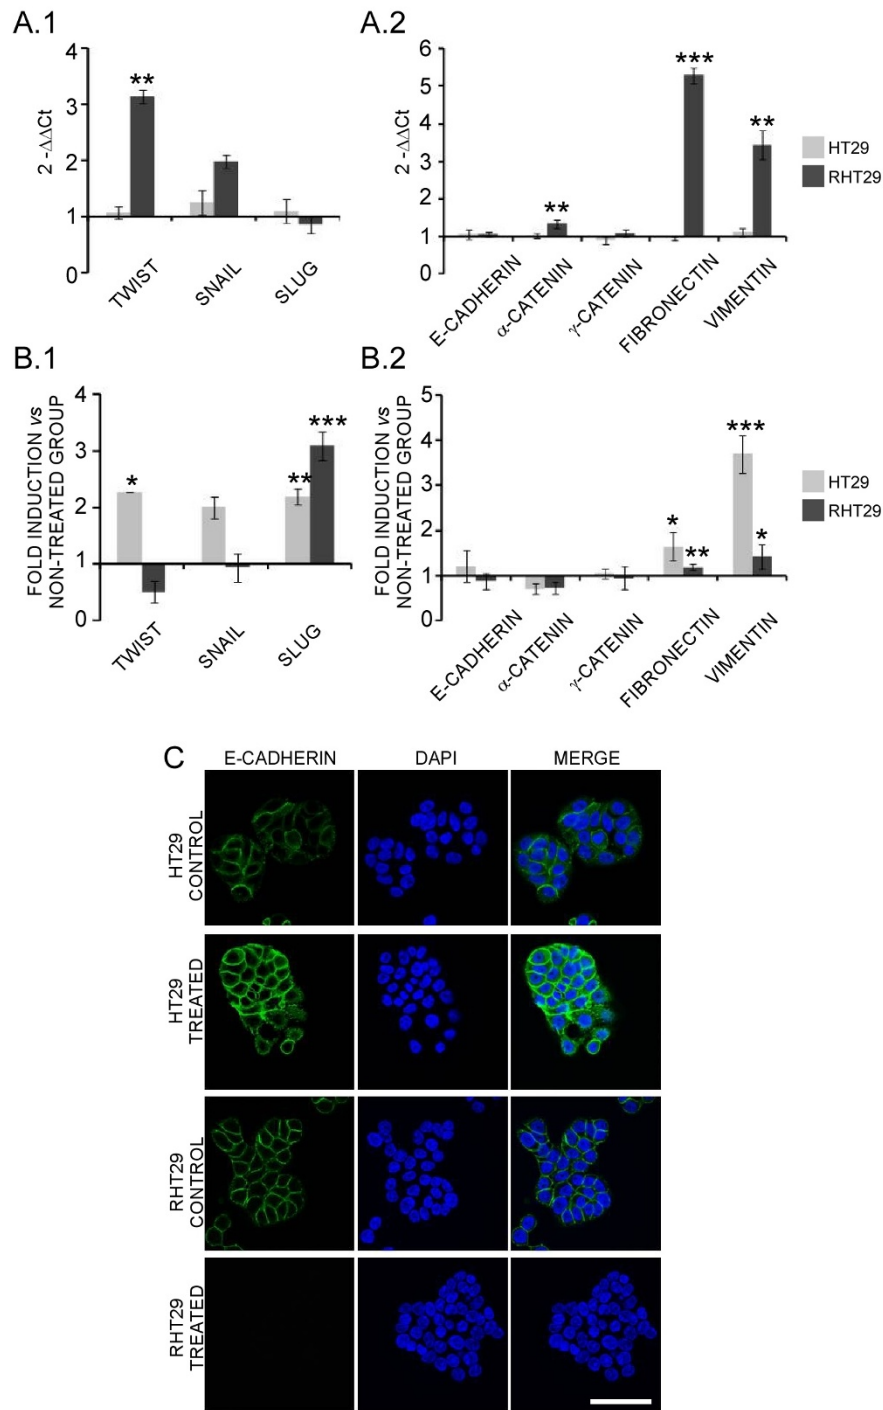 A.1
A.2
4
3
2
1
0
2 -ΔΔCt
**
TWIST
SNAIL
SLUG
6
5
4
3
2
1
0
2 -ΔΔCt
**
***
**
E-CADHERIN
α-CATENIN
γ-CATENIN
FIBRONECTIN
VIMENTIN
HT29
RHT29
B.1
B.2
4
3
2
1
0
FOLD INDUCTION vs
NON-TREATED GROUP
*
**
***
TWIST
SNAIL
SLUG
5
4
3
2
1
0
FOLD INDUCTION vs
NON-TREATED GROUP
*
**
***
*
E-CADHERIN
α-CATENIN
γ-CATENIN
FIBRONECTIN
VIMENTIN
HT29
RHT29
C
E-CADHERIN
DAPI
MERGE
HT29
CONTROL
HT29
TREATED
RHT29
CONTROL
RHT29
TREATED